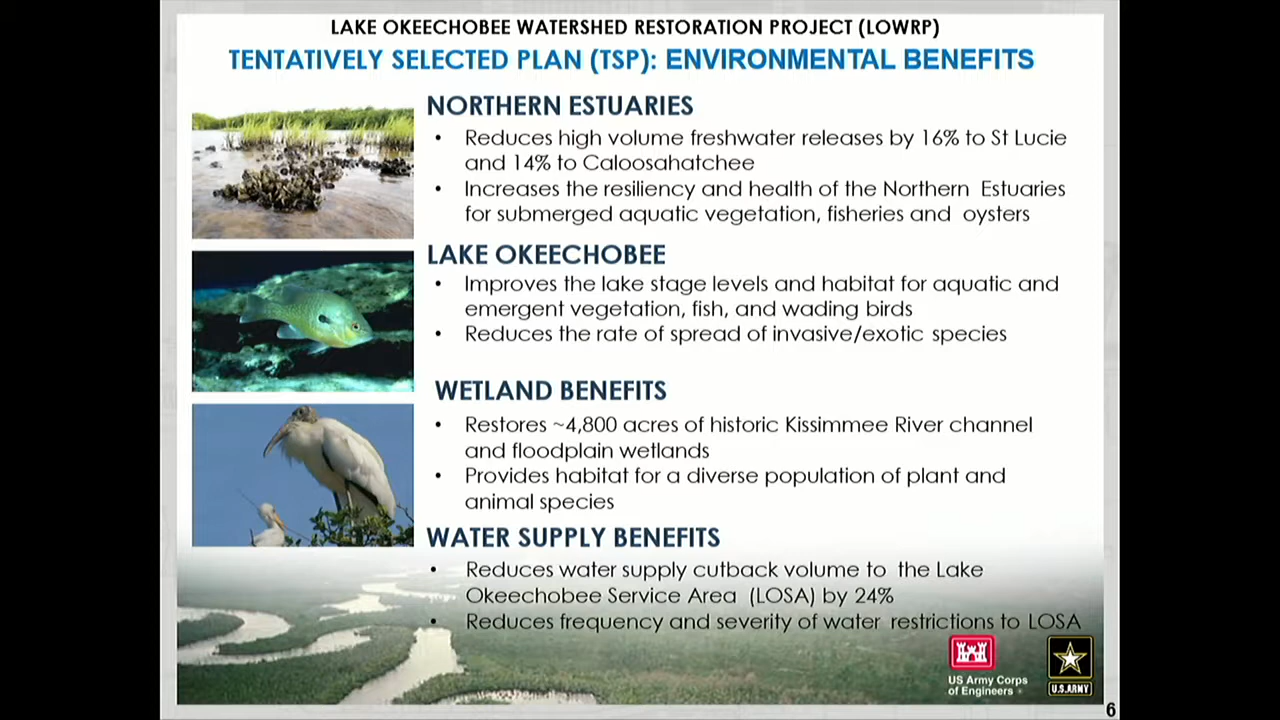 LAKE OKEECHOBEE WATERSHED RESTORATION PROJECT (LOWRP)
TENTATIVELY SELECTED PLAN (TSP): ENVIRONMENTAL BENEFITS
NORTHERN ESTUARIES
• Reduces high volume freshwater releases by 16% to St Lucie
and 14% to Caloosahatchee
• Increases the resiliency and health of the Northern Estuaries
for submerged aquatic vegetation, fisheries and oysters
LAKE OKEECHOBEE
• Improves the lake stage levels and habitat for aquatic and
emergent vegetation, fish, and wading birds
• Reduces the rate of spread of invasive/exotic species
WETLAND BENEFITS
• Restores ~4,800 acres of historic Kissimmee River channel
and floodplain wetlands
• Provides habitat for a diverse population of plant and
animal species
WATER SUPPLY BENEFITS
• Reduces water supply cutback volume to the Lake
Okeechobee Service Area (LOSA) by 24%
• Reduces frequency and severity of water restrictions to LOSA
US Army Corps
of Engineers
U.S. ARMY
6